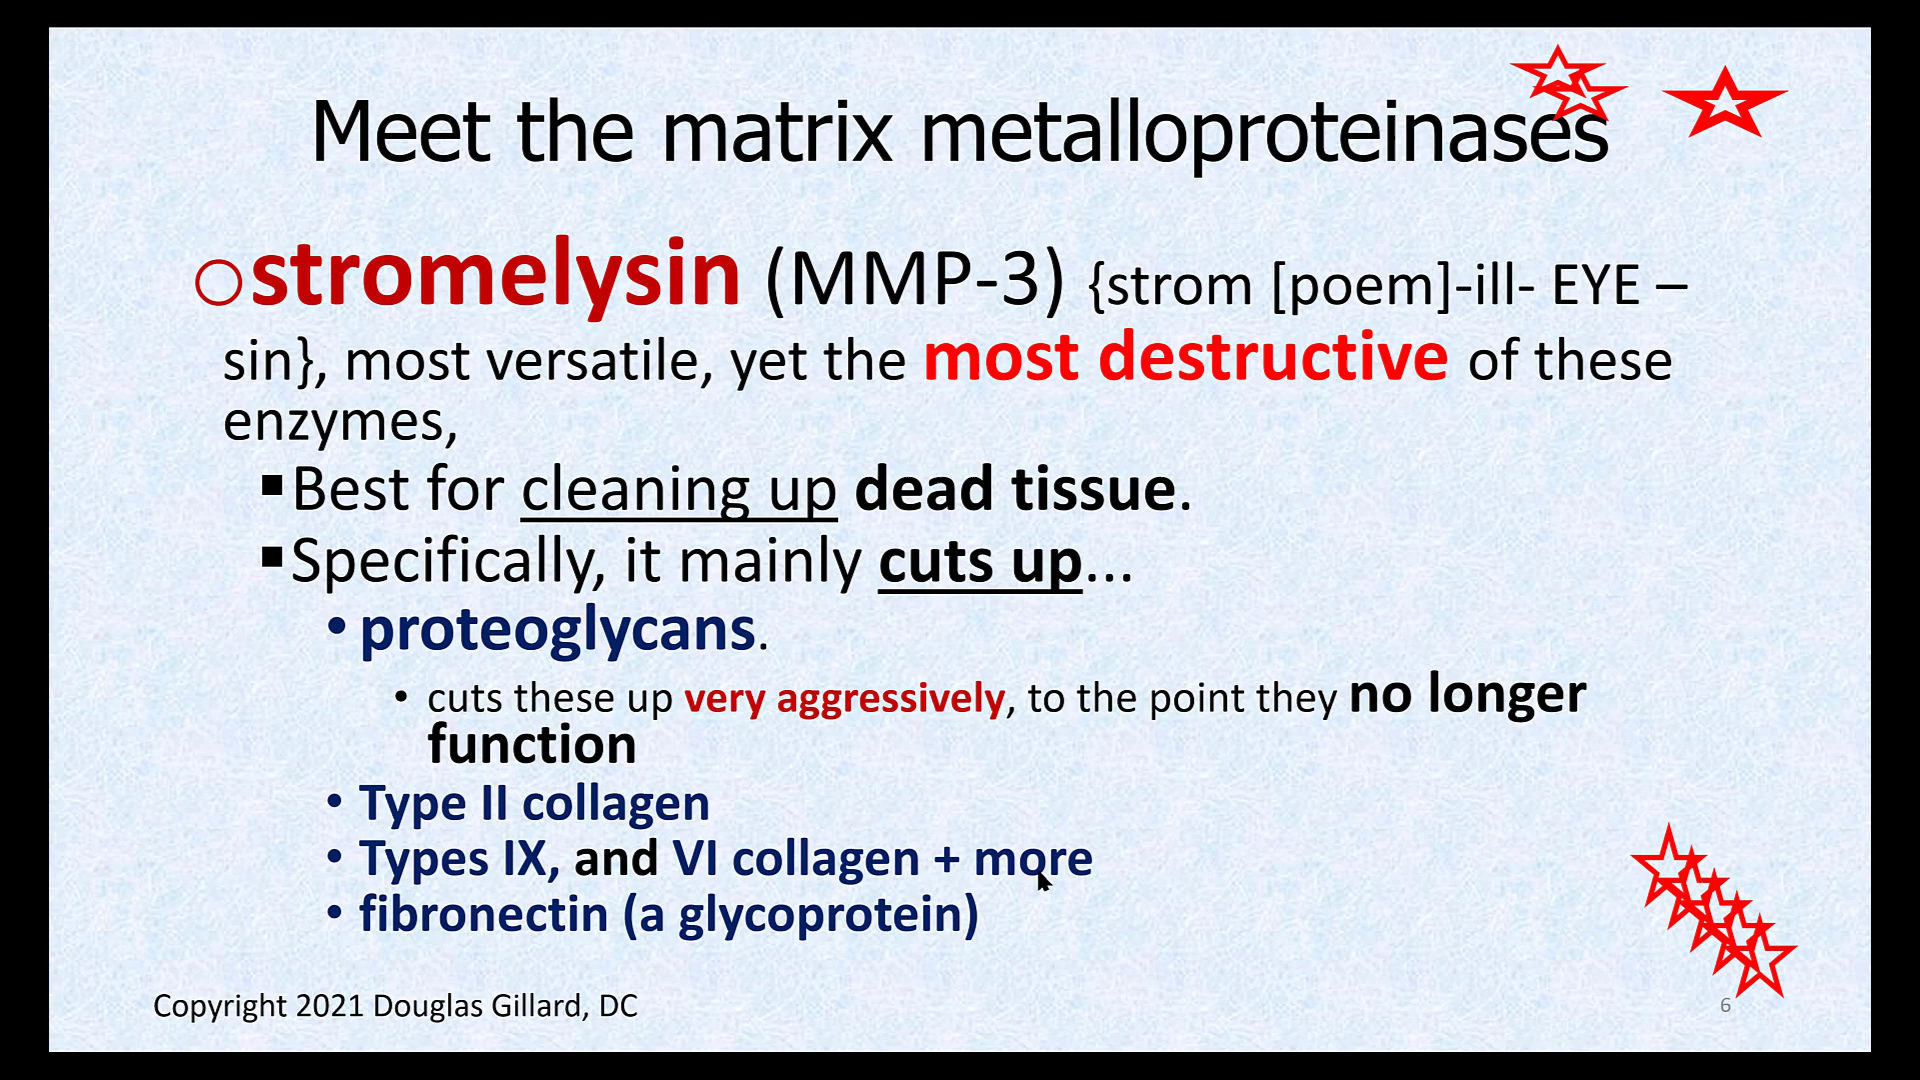 Meet the matrix metalloproteinases
ostromelysin (MMP-3) {strom [poem]-ill- EYE –
sin}, most versatile, yet the most destructive of these
enzymes,
▪Best for cleaning up dead tissue.
▪Specifically, it mainly cuts up...
• proteoglycans.
• cuts these up very aggressively, to the point they no longer
function
• Type II collagen
• Types IX, and VI collagen + more
• fibronectin (a glycoprotein)
Copyright 2021 Douglas Gillard, DC
6